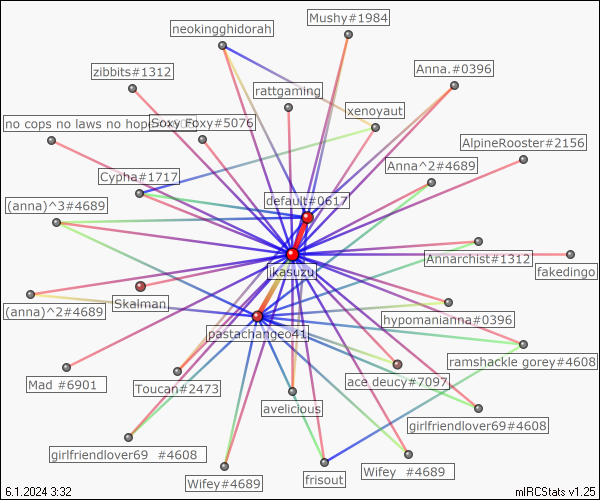 Mushy#1984
neokingghidorah
zibbits#1312
Anna.#0396
rattgaming
xenoyaut
no cops no laws no hope
Soxy Foxy#5076
AlpineRooster#2156
Anna^2#4689
Cypha#1717
default#0617
(anna)^3#4689
Annarchist#1312
jkasuzu
fakedingo
Skalman
(anna)^2#4689
hypomanianna#0396
pastachangeo41
ramshackle gorey#4608
Mad #6901
Toucan#2473
ace deucy#7097
avelicious
girlfriendlover69#4608
girlfriendlover69 #4608
Wifey #4689
frisout
Wifey#4689
6.1.2024 3:32
mIRCStats v1.25